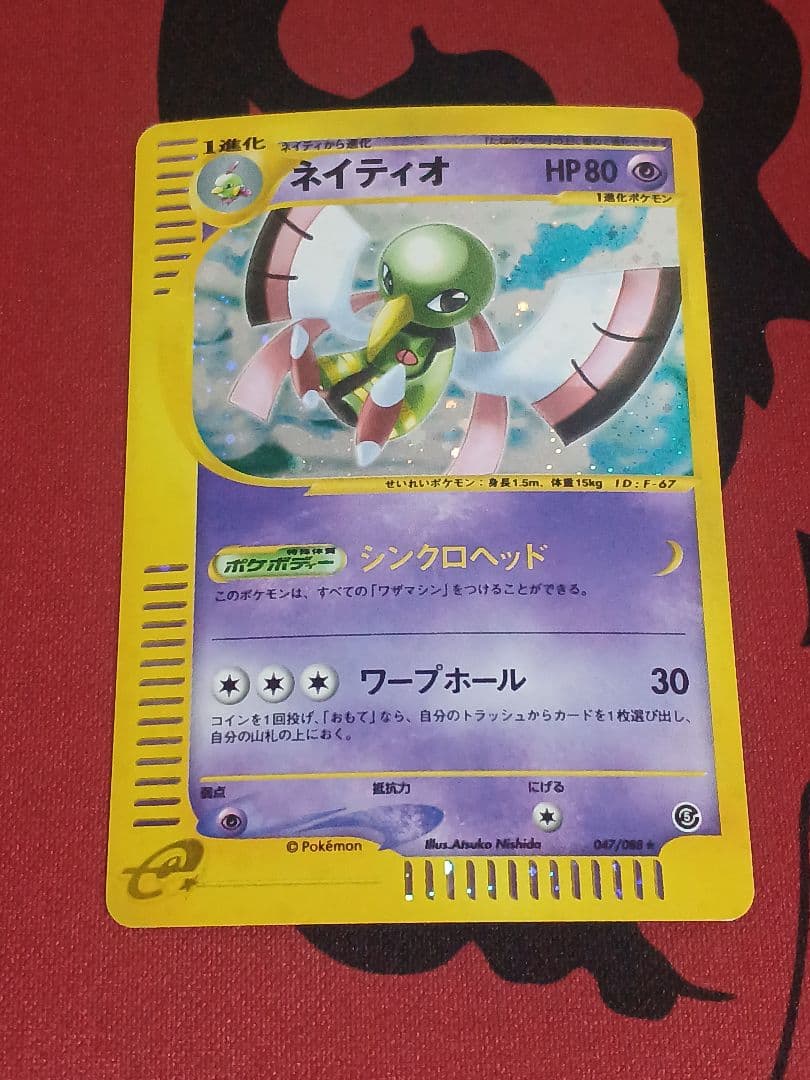 1進化 ネイティから進化
ネイティオ HP80
1進化ポケモン
せいれいポケモン：身長1.5m、体重15kg ID：F-67
特殊体質
ポケボディー シンクロヘッド
このポケモンは、すべての「ワザマシン」をつけることができる。
ワープホール 30
コインを1回投げ、「おもて」なら、自分のトラッシュからカードを1枚選び出し、
自分の山札の上におく。
弱点 抵抗力 にげる
©Pokémon Illus.Atsuko Nishida 047/088★
e